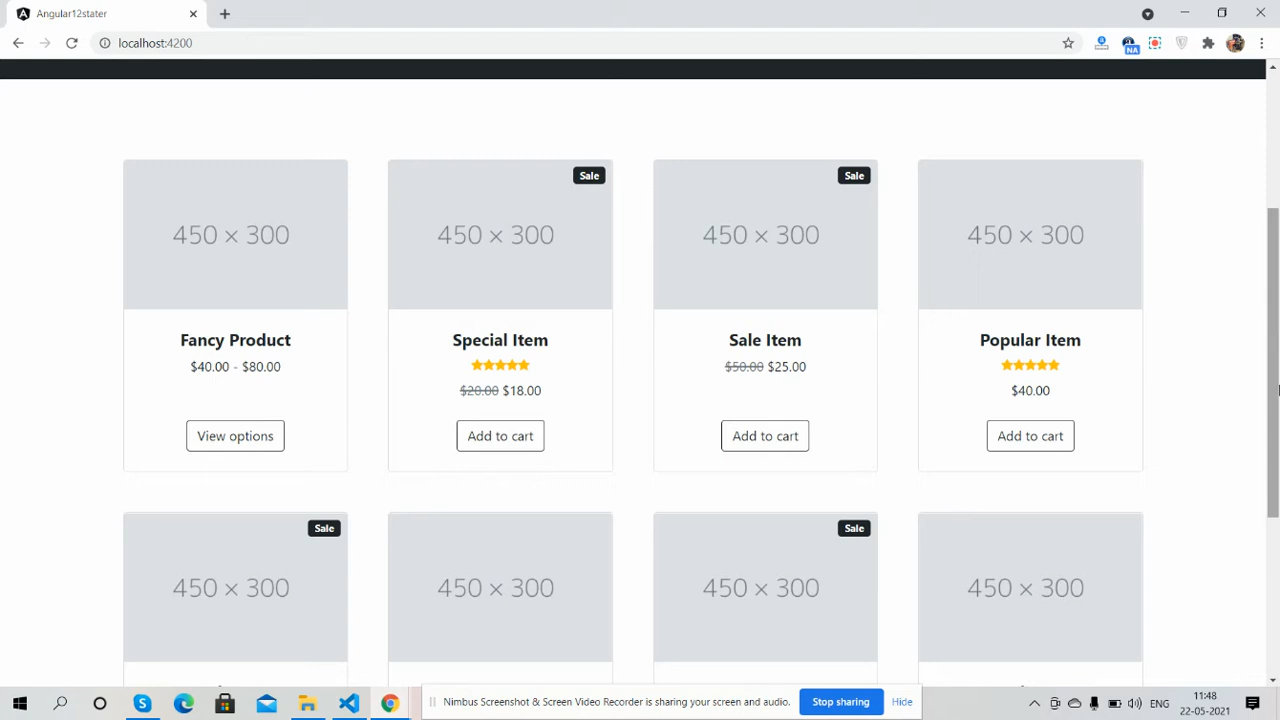 Angular12stater
localhost:4200
NA
450 × 300
Sale
450 × 300
Sale
450 × 300
450 × 300
Fancy Product
Special Item
Sale Item
Popular Item
$40.00 - $80.00
$50.00 $25.00
$20.00 $18.00
$40.00
View options
Add to cart
Add to cart
Add to cart
Sale
450 × 300
450 × 300
Sale
450 × 300
450 × 300
Nimbus Screenshot & Screen Video Recorder is sharing your screen and audio.
Stop sharing
Hide
ENG
11:48
22-05-2021